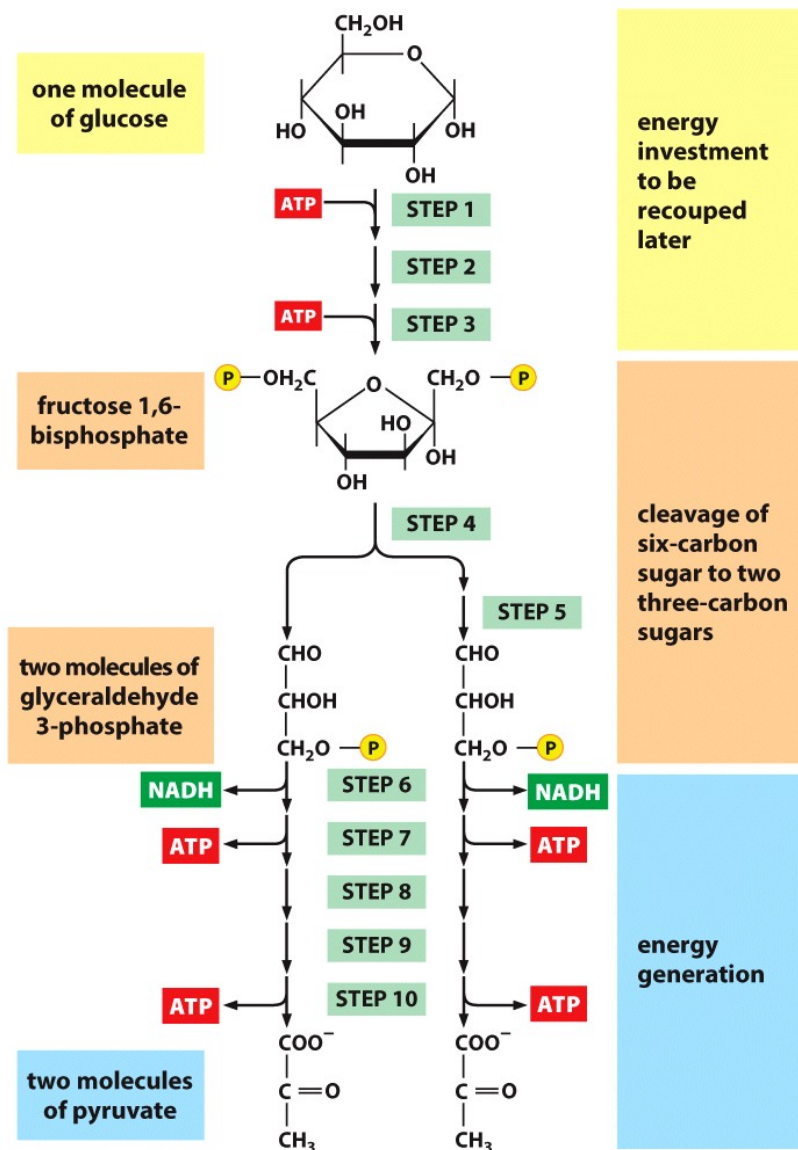 CH₂OH
O
one molecule
of glucose
OH
HO
OH
OH
OH
energy
investment
to be
recouped
later
ATP
STEP 1
STEP 2
ATP
STEP 3
P
OH₂C
O
CH₂O
P
fructose 1,6-
bisphosphate
HO
OH
OH
STEP 4
cleavage of
six-carbon
sugar to two
three-carbon
sugars
STEP 5
two molecules of
glyceraldehyde
3-phosphate
CHO
CHO
CHOH
CHOH
CH₂O
P
CH₂O
P
NADH
STEP 6
NADH
ATP
STEP 7
ATP
STEP 8
STEP 9
energy
generation
ATP
STEP 10
ATP
two molecules
of pyruvate
COO⁻
COO⁻
C=O
C=O
CH₃
CH₃